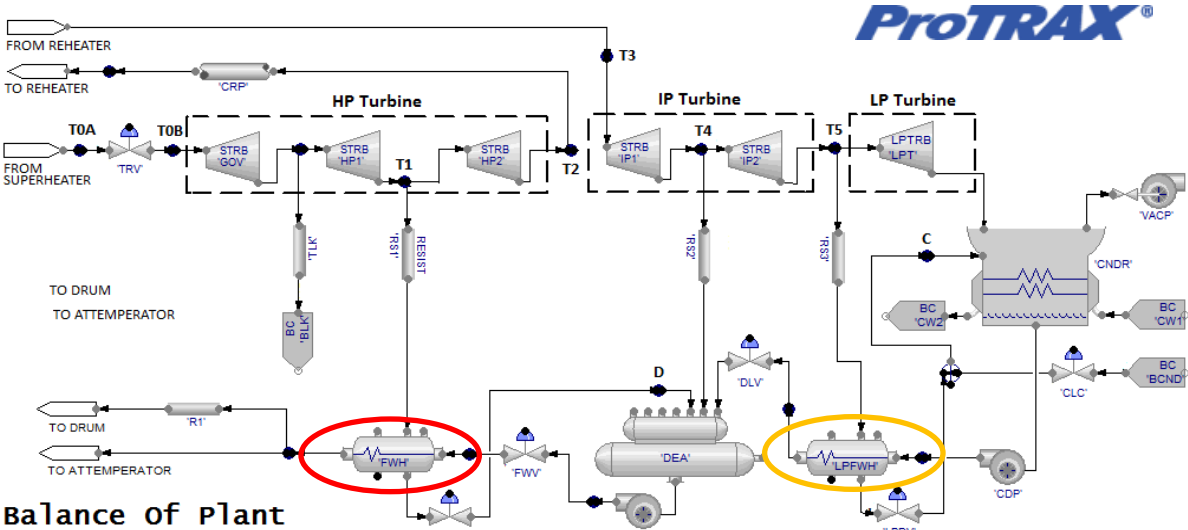 ProTRAX®
FROM REHEATER
TO REHEATER
'CRP'
T3
HP Turbine
IP Turbine
LP Turbine
T0A
T0B
FROM
SUPERHEATER
'TRV'
STRB
'GOV'
STRB
'HP1'
T1
STRB
'HP2'
T2
STRB
'IP1'
T4
STRB
'IP2'
T5
LPTRB
'LPT'
'VACP'
'TLK'
RESIST
'RS1'
'RS2'
'RS3'
C
'CNDR'
BC
'CW2'
BC
'CW1'
TO DRUM
TO ATTEMPERATOR
BC
'BLK'
D
'DLV'
'CLC'
BC
'BCND'
TO DRUM
'R1'
TO ATTEMPERATOR
'FWH'
'FWV'
'DEA'
'LPFWH'
'CDP'
Balance Of Plant